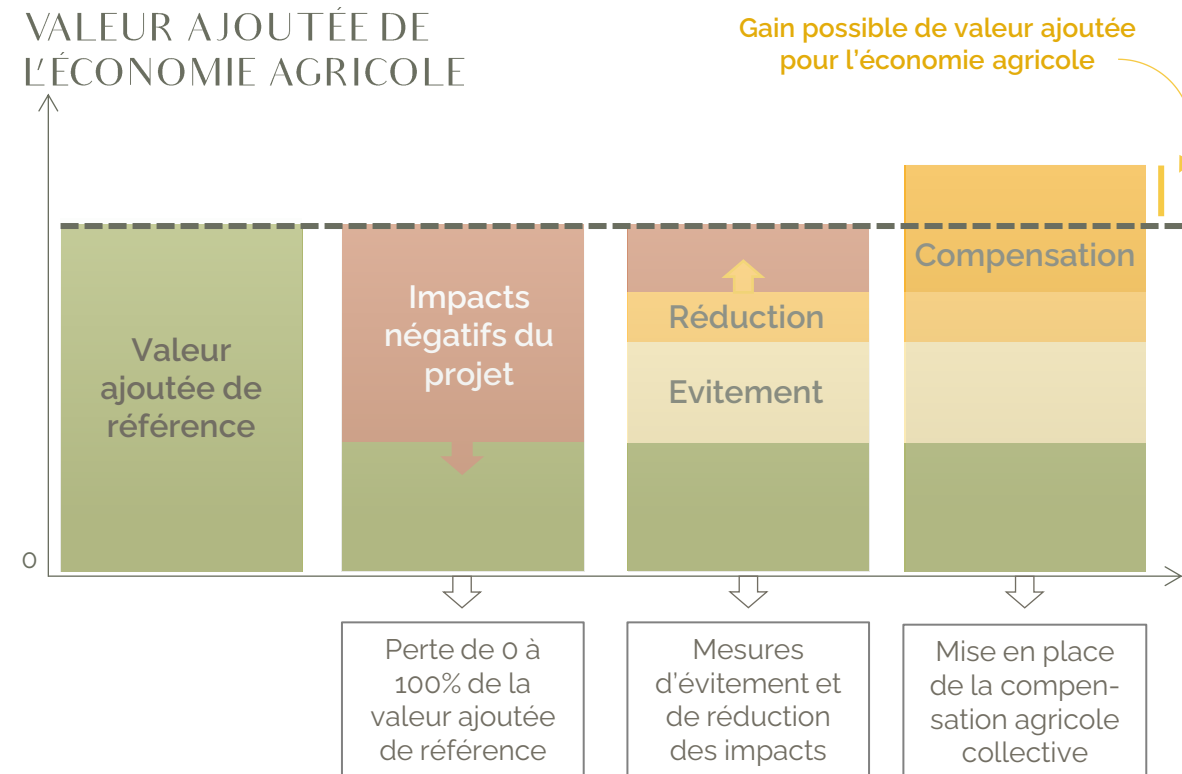 VALEUR AJOUTÉE DE
L'ÉCONOMIE AGRICOLE
Gain possible de valeur ajoutée
pour l'économie agricole
Valeur
ajoutée de
référence
Impacts
négatifs du
projet
Réduction
Evitement
Compensation
0
Perte de 0 à
100% de la
valeur ajoutée
de référence
Mesures
d'évitement et
de réduction
des impacts
Mise en place
de la compen-
sation agricole
collective